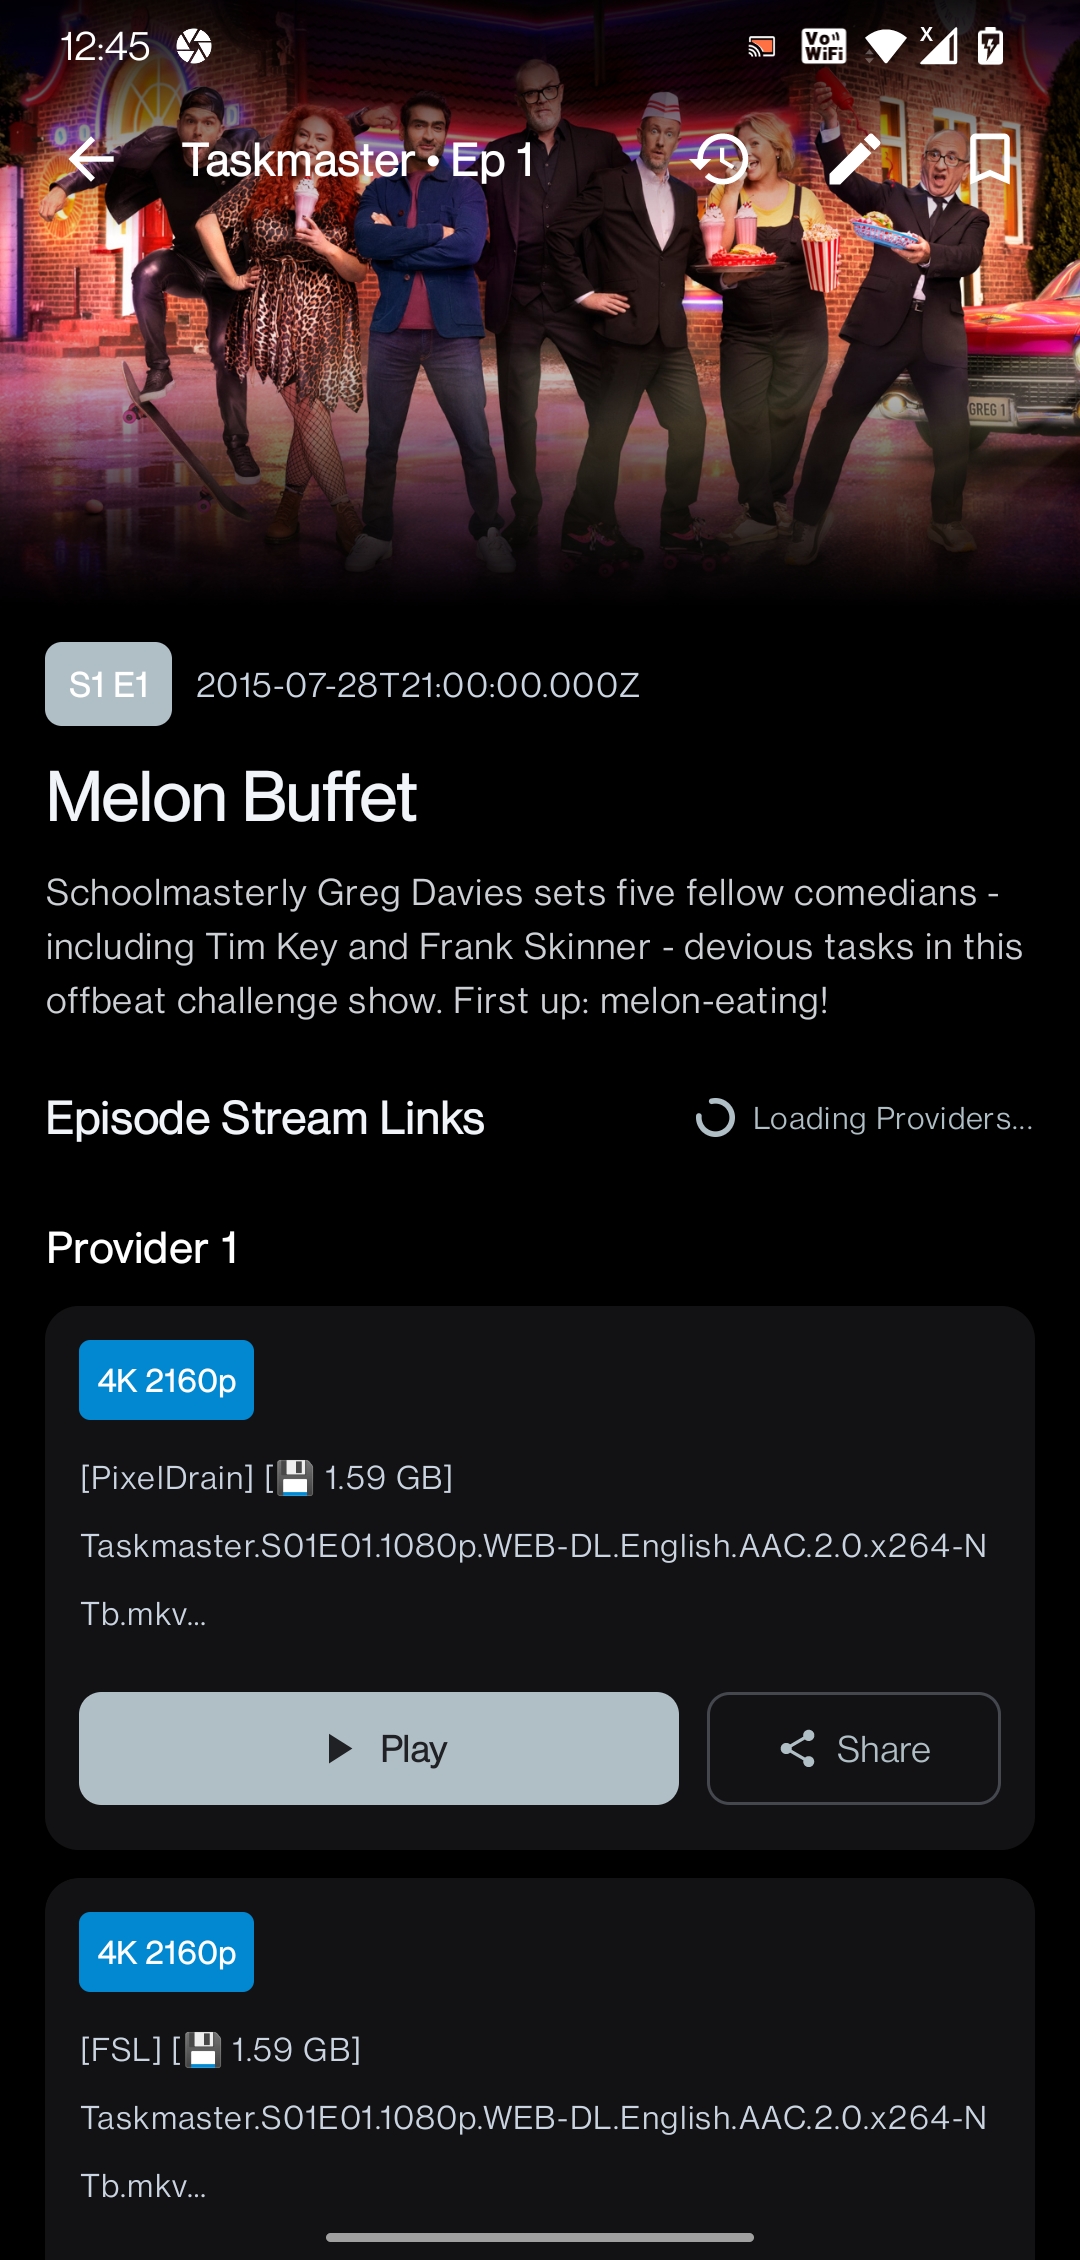 12:45
Vo WiFi
X
Taskmaster • Ep 1
GREG 1
S1 E1 2015-07-28T21:00:00.000Z
Melon Buffet
Schoolmasterly Greg Davies sets five fellow comedians -
including Tim Key and Frank Skinner - devious tasks in this
offbeat challenge show. First up: melon-eating!
Episode Stream Links Loading Providers...
Provider 1
4K 2160p
[PixelDrain] [💾 1.59 GB]
Taskmaster.S01E01.1080p.WEB-DL.English.AAC.2.0.x264-N
Tb.mkv...
Play Share
4K 2160p
[FSL] [💾 1.59 GB]
Taskmaster.S01E01.1080p.WEB-DL.English.AAC.2.0.x264-N
Tb.mkv...